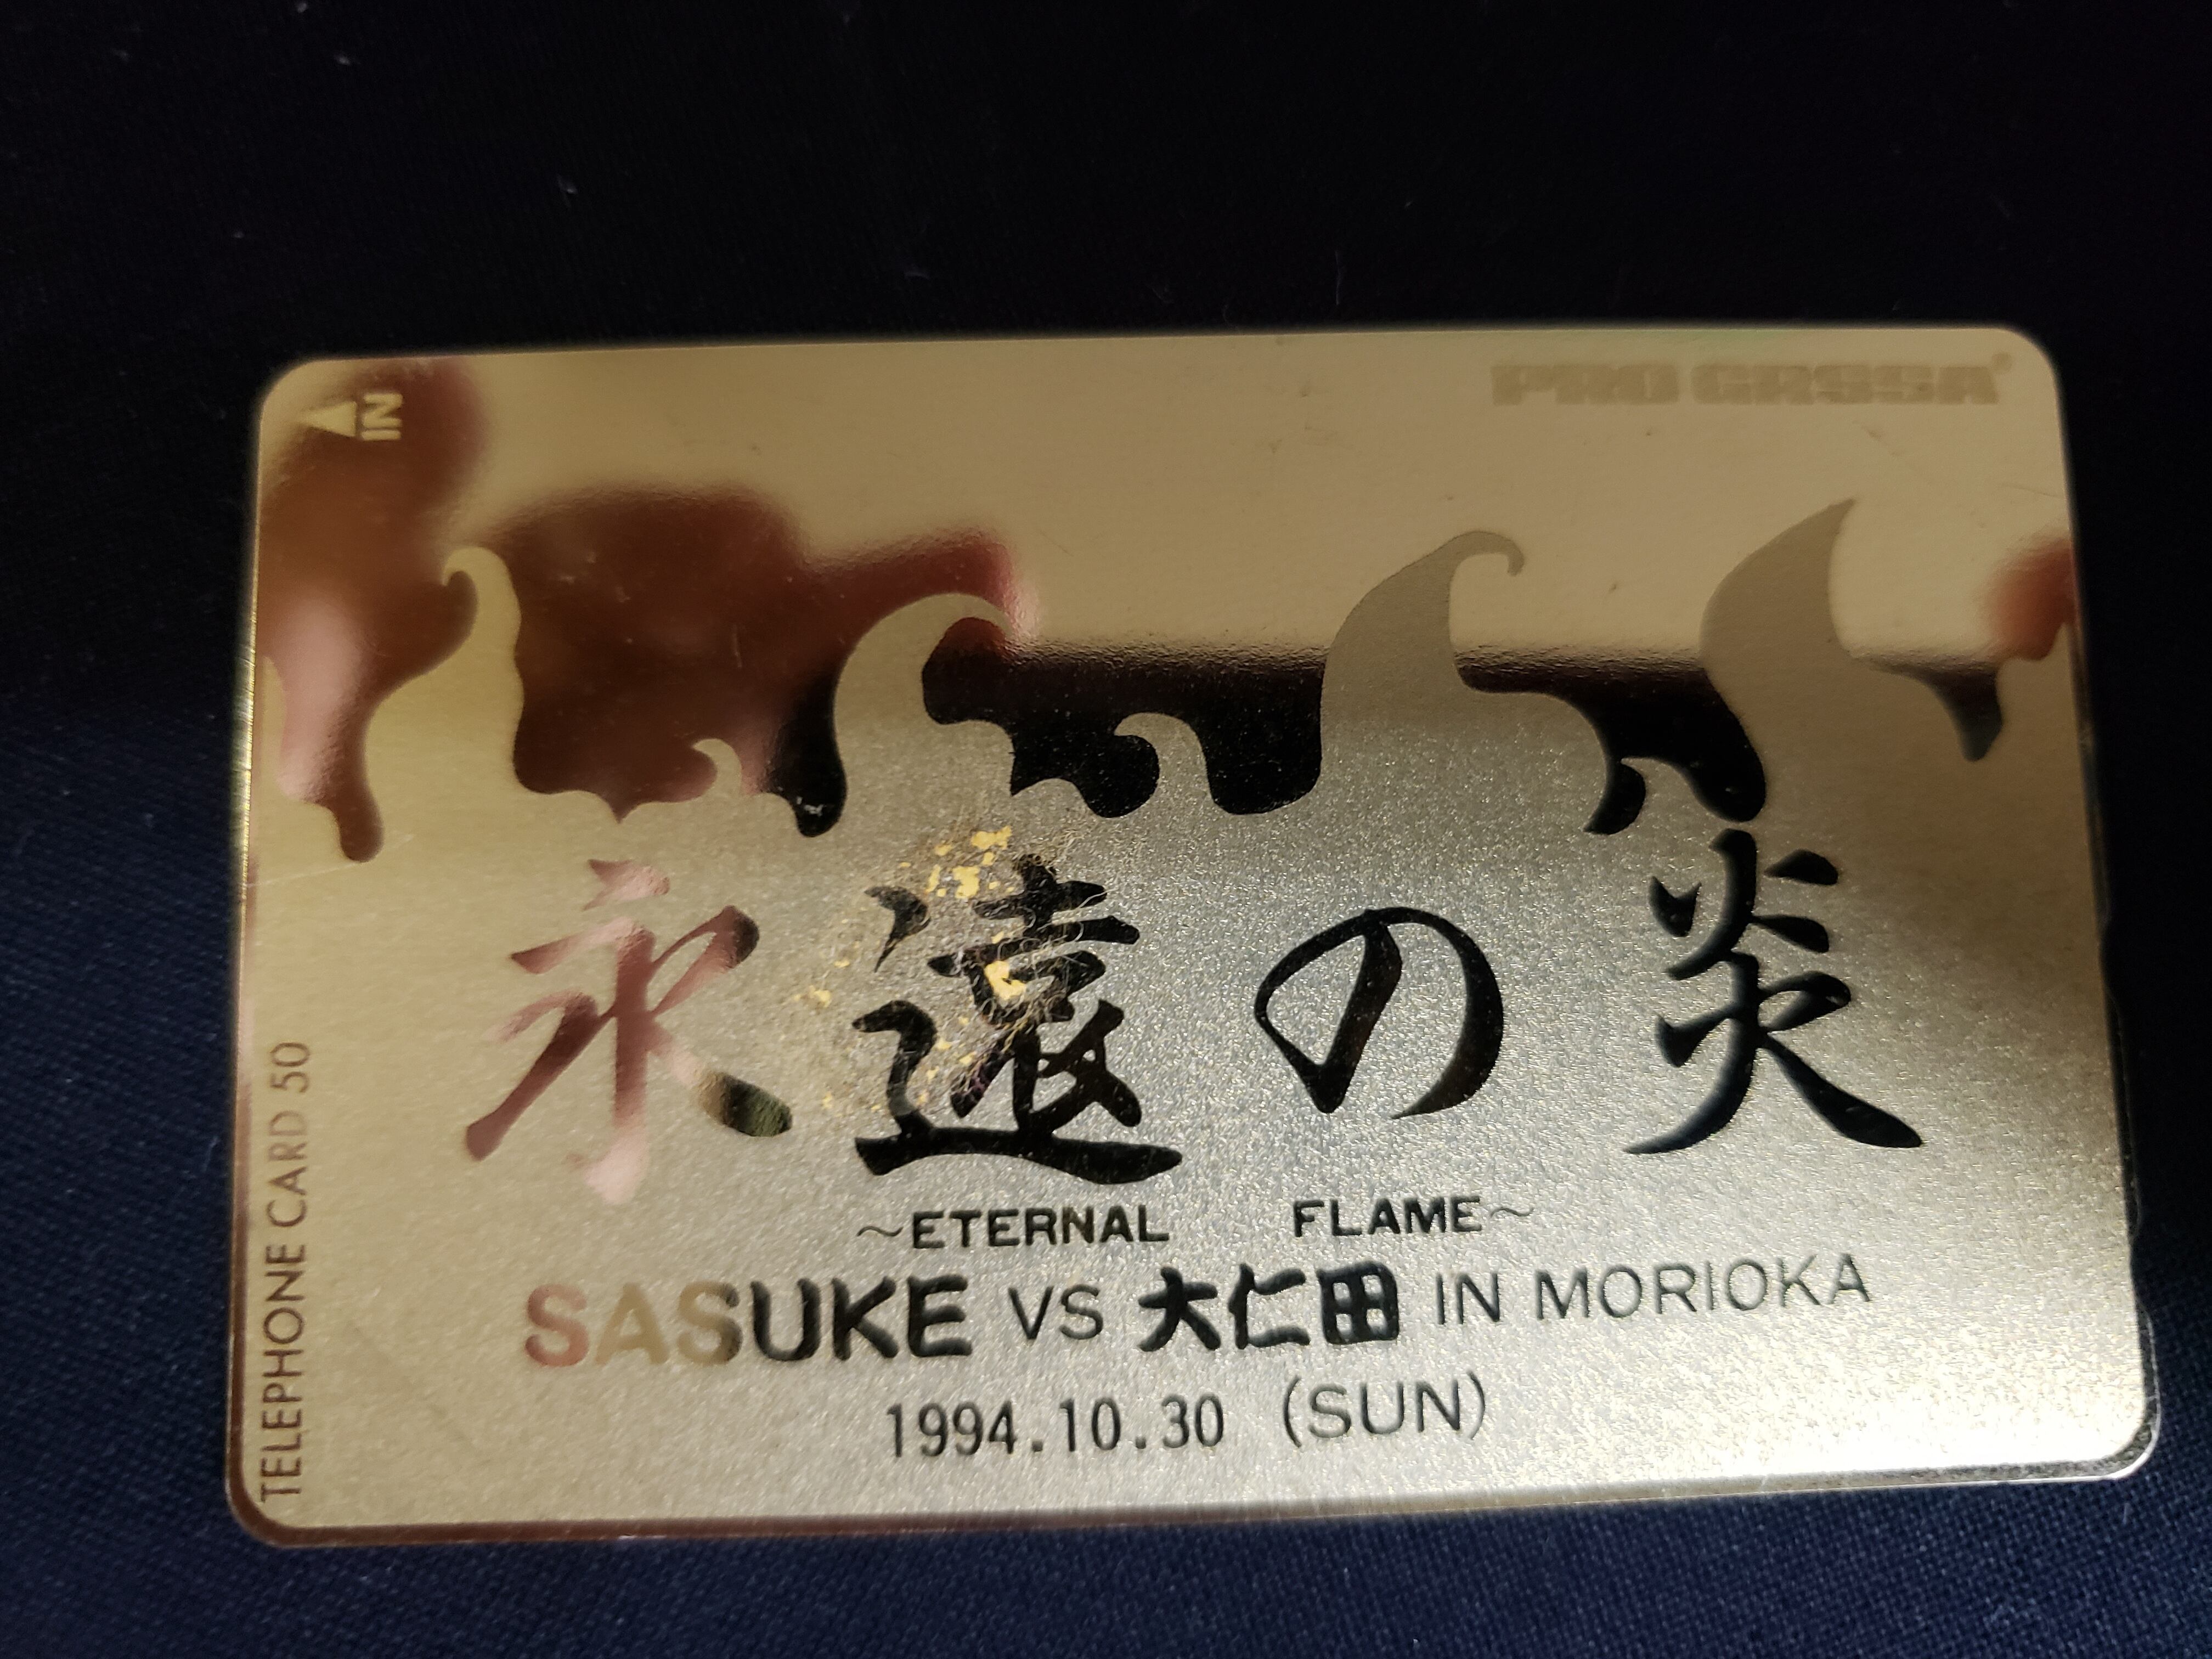 IN
PRO GRSSA
永遠の炎
～ETERNAL FLAME～
SASUKE VS 大仁田 IN MORIOKA
1994.10.30 (SUN)
TELEPHONE CARD 50